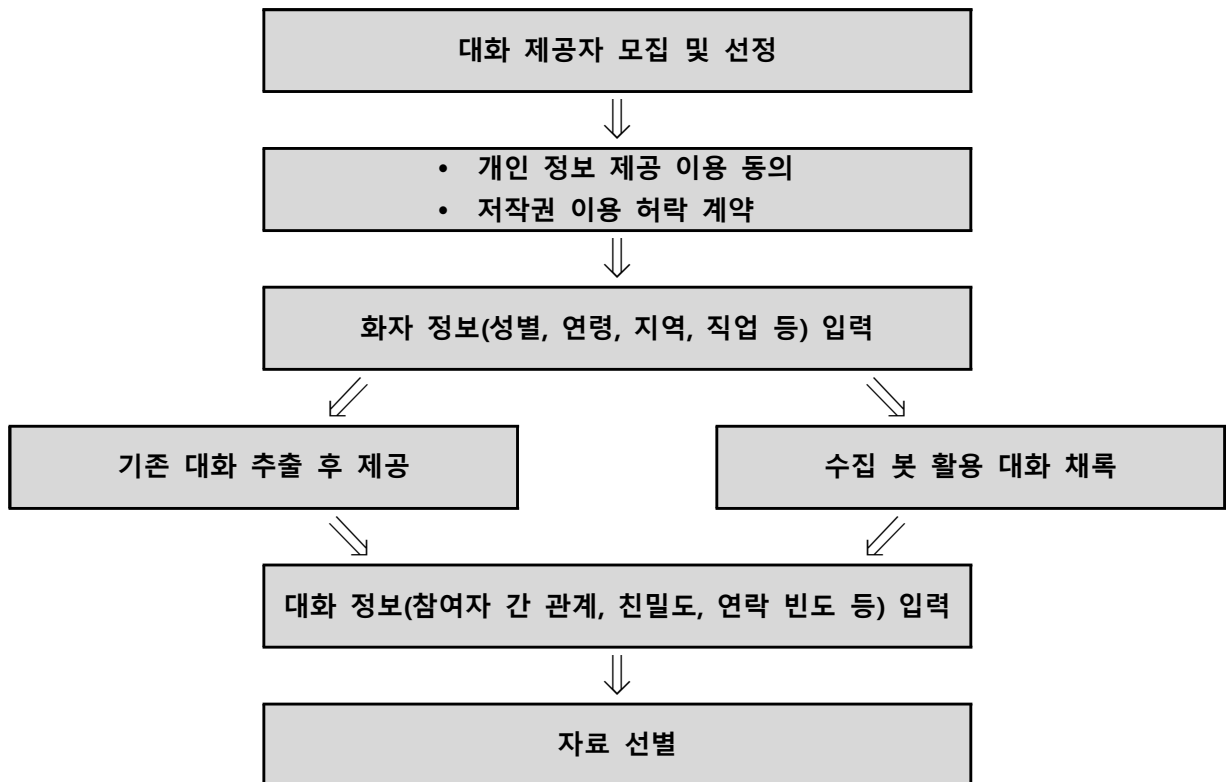 대화 제공자 모집 및 선정
• 개인 정보 제공 이용 동의
• 저작권 이용 허락 계약
화자 정보(성별, 연령, 지역, 직업 등) 입력
기존 대화 추출 후 제공
수집 봇 활용 대화 채록
대화 정보(참여자 간 관계, 친밀도, 연락 빈도 등) 입력
자료 선별